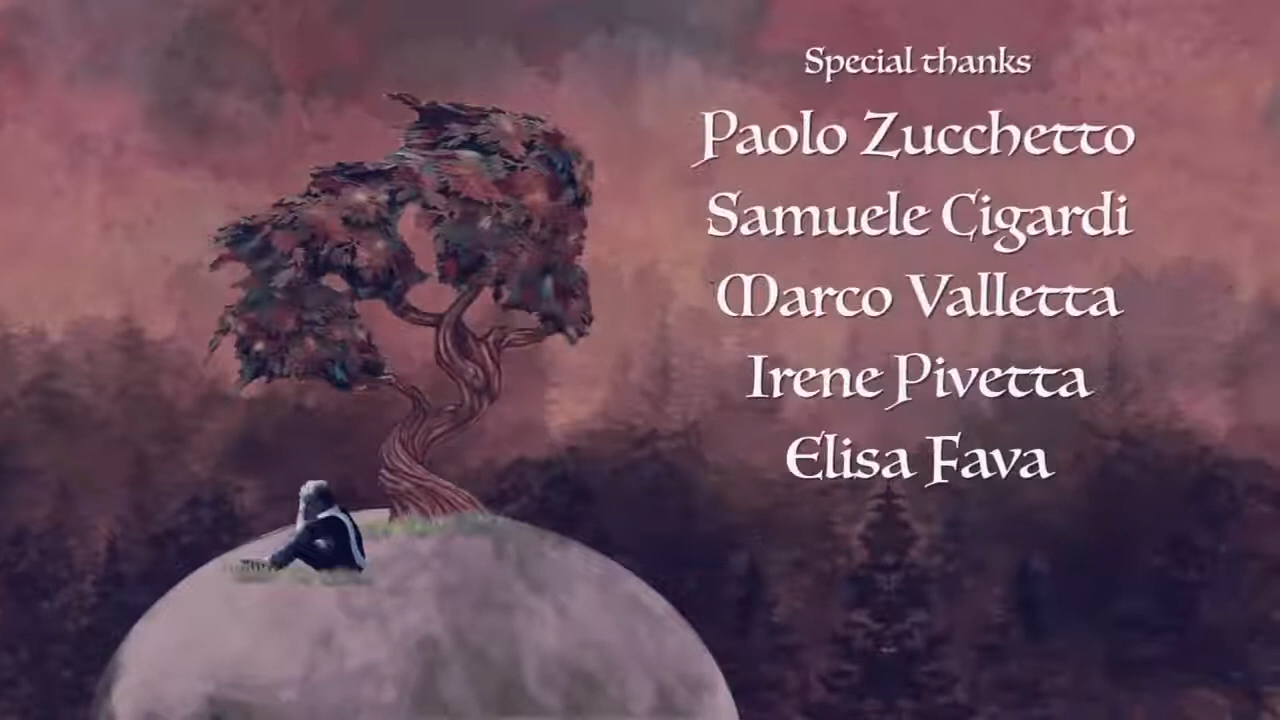 Special thanks
Paolo Zucchetto
Samuele Cigardi
Marco Valletta
Irene Pivetta
Elisa Fava